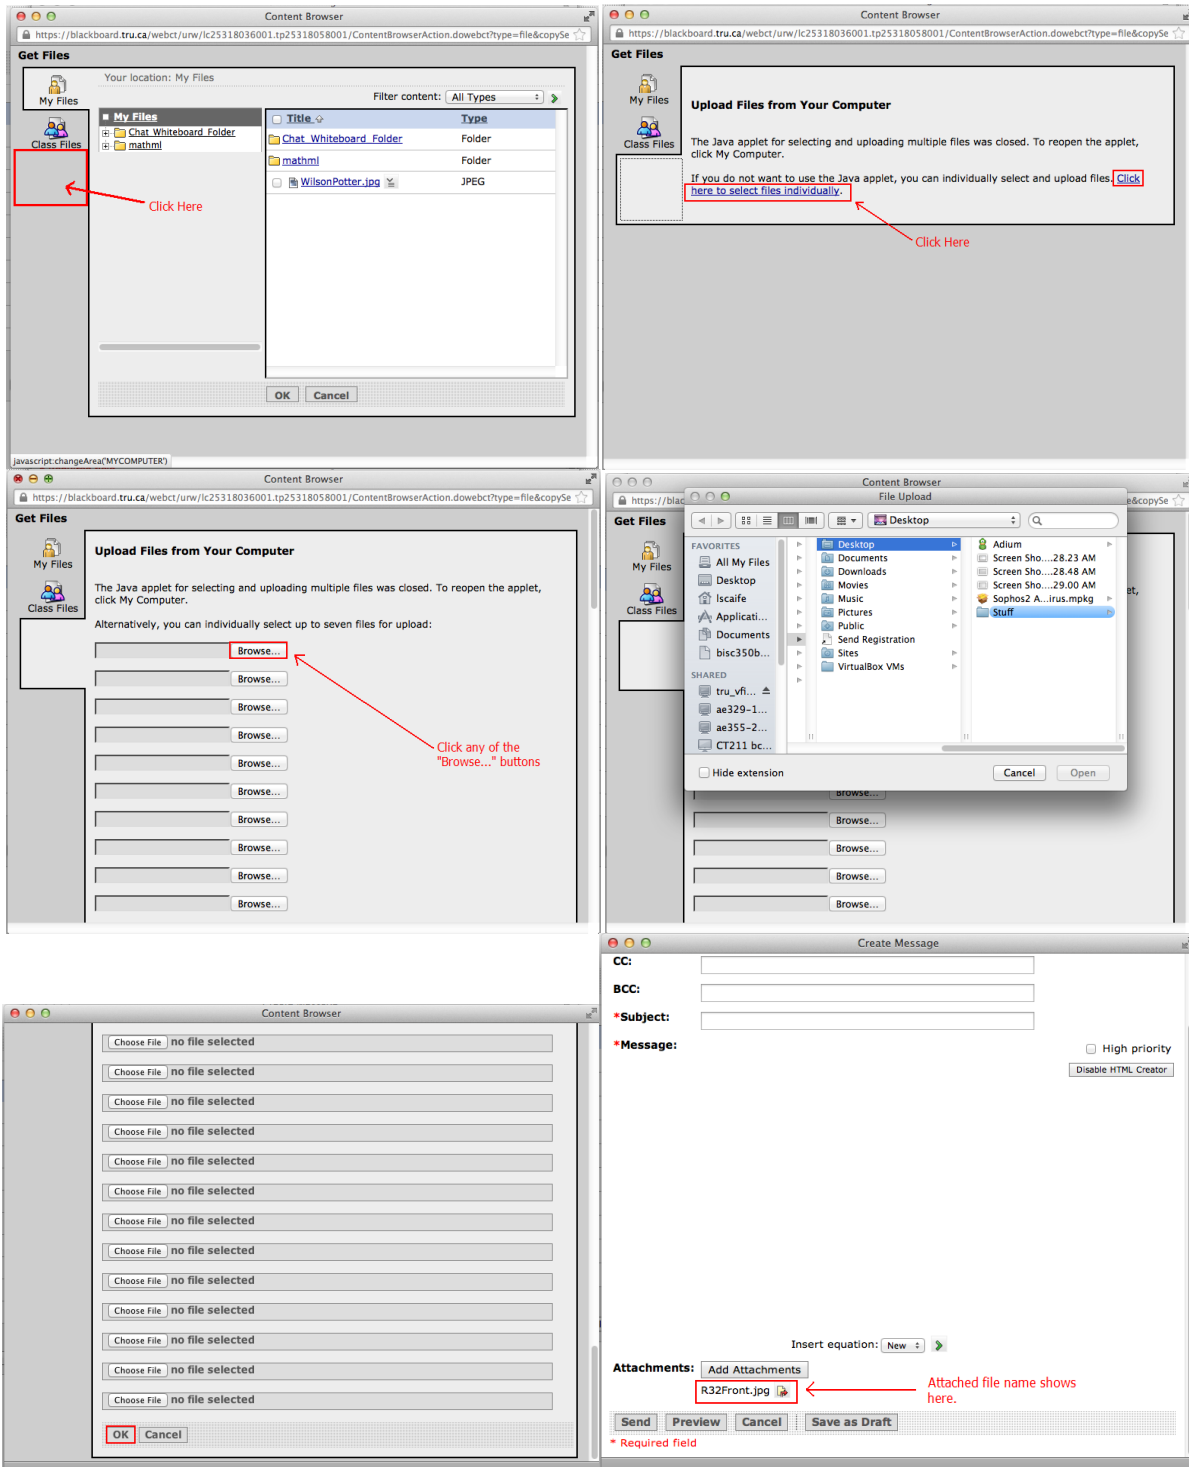 Content Browser
https://blackboard.tru.ca/webct/urw/lc25318036001.tp25318058001/ContentBrowserAction.dowebct?type=file&copySe
Get Files
My Files
Class Files
Your location: My Files
Filter content: All Types
My Files
Chat_Whiteboard_Folder
mathml
Title Type
Chat_Whiteboard_Folder Folder
mathml Folder
WilsonPotter.jpg JPEG
Click Here
OK Cancel
javascript:changeArea('MYCOMPUTER')
Content Browser
https://blackboard.tru.ca/webct/urw/lc25318036001.tp25318058001/ContentBrowserAction.dowebct?type=file&copySe
Get Files
My Files
Class Files
Upload Files from Your Computer
The Java applet for selecting and uploading multiple files was closed. To reopen the applet,
click My Computer.
If you do not want to use the Java applet, you can individually select and upload files. Click
here to select files individually.
Click Here
Content Browser
https://blackboard.tru.ca/webct/urw/lc25318036001.tp25318058001/ContentBrowserAction.dowebct?type=file&copySe
Get Files
My Files
Class Files
Upload Files from Your Computer
The Java applet for selecting and uploading multiple files was closed. To reopen the applet,
click My Computer.
Alternatively, you can individually select up to seven files for upload:
Browse...
Browse...
Browse...
Browse...
Browse...
Browse...
Browse...
Browse...
Browse...
Browse...
Click any of the
"Browse..." buttons
Content Browser
https://blac
e&copySe
Get Files
My Files
Class Files
et,
File Upload
Desktop
FAVORITES
All My Files
Desktop
lscaife
Applicati...
Documents
bisc350b...
SHARED
tru_vfi...
ae329-1...
ae355-2...
CT211 bc...
Desktop
Documents
Downloads
Movies
Music
Pictures
Public
Send Registration
Sites
VirtualBox VMs
Adium
Screen Sho....28.23 AM
Screen Sho....28.48 AM
Screen Sho....29.00 AM
Sophos2 A...irus.mpkg
Stuff
Hide extension
Cancel Open
Browse...
Browse...
Browse...
Browse...
Browse...
Content Browser
Choose File no file selected
Choose File no file selected
Choose File no file selected
Choose File no file selected
Choose File no file selected
Choose File no file selected
Choose File no file selected
Choose File no file selected
Choose File no file selected
Choose File no file selected
Choose File no file selected
Choose File no file selected
Choose File no file selected
OK Cancel
Create Message
CC:
BCC:
*Subject:
*Message:
High priority
Disable HTML Creator
Insert equation: New
Attachments: Add Attachments
R32Front.jpg
Attached file name shows
here.
Send Preview Cancel Save as Draft
* Required field